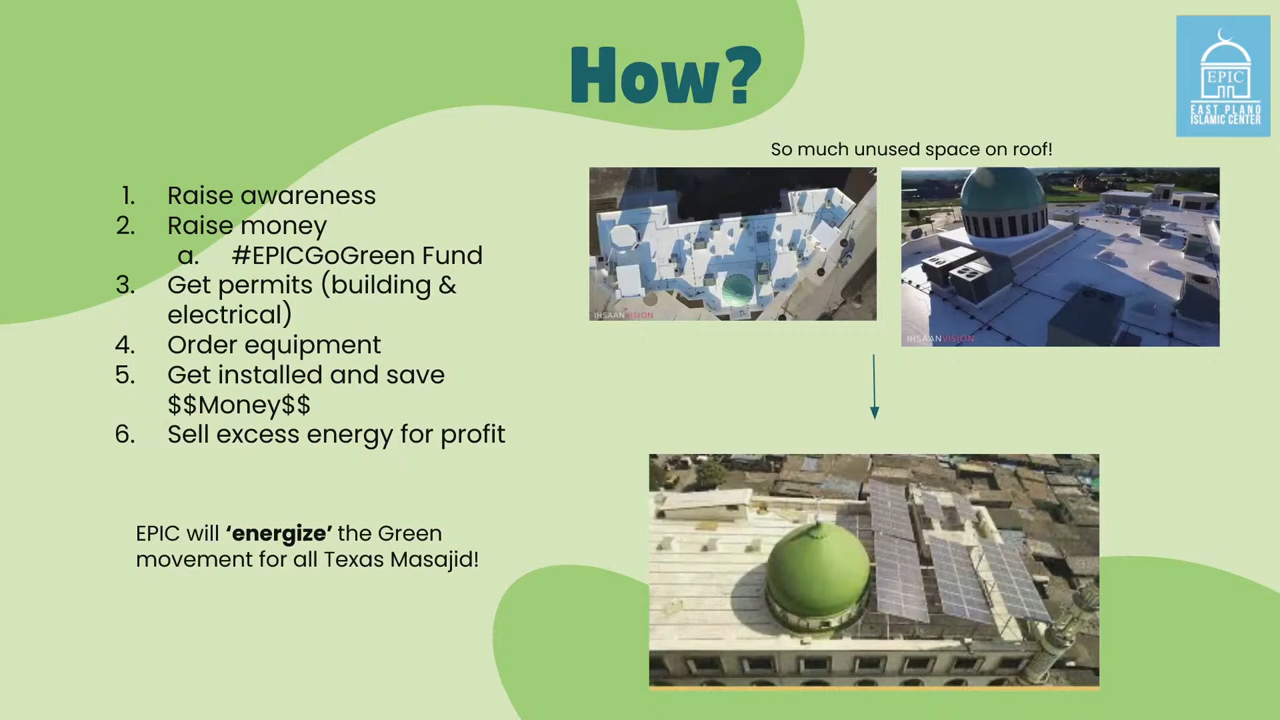 How?
EPIC
EAST PLANO
ISLAMIC CENTER
So much unused space on roof!
1. Raise awareness
2. Raise money
a. #EPICGoGreen Fund
3. Get permits (building &
electrical)
4. Order equipment
5. Get installed and save
$$Money$$
6. Sell excess energy for profit
IHSAANVISION
IHSAANVISION
EPIC will ‘energize’ the Green
movement for all Texas Masajid!